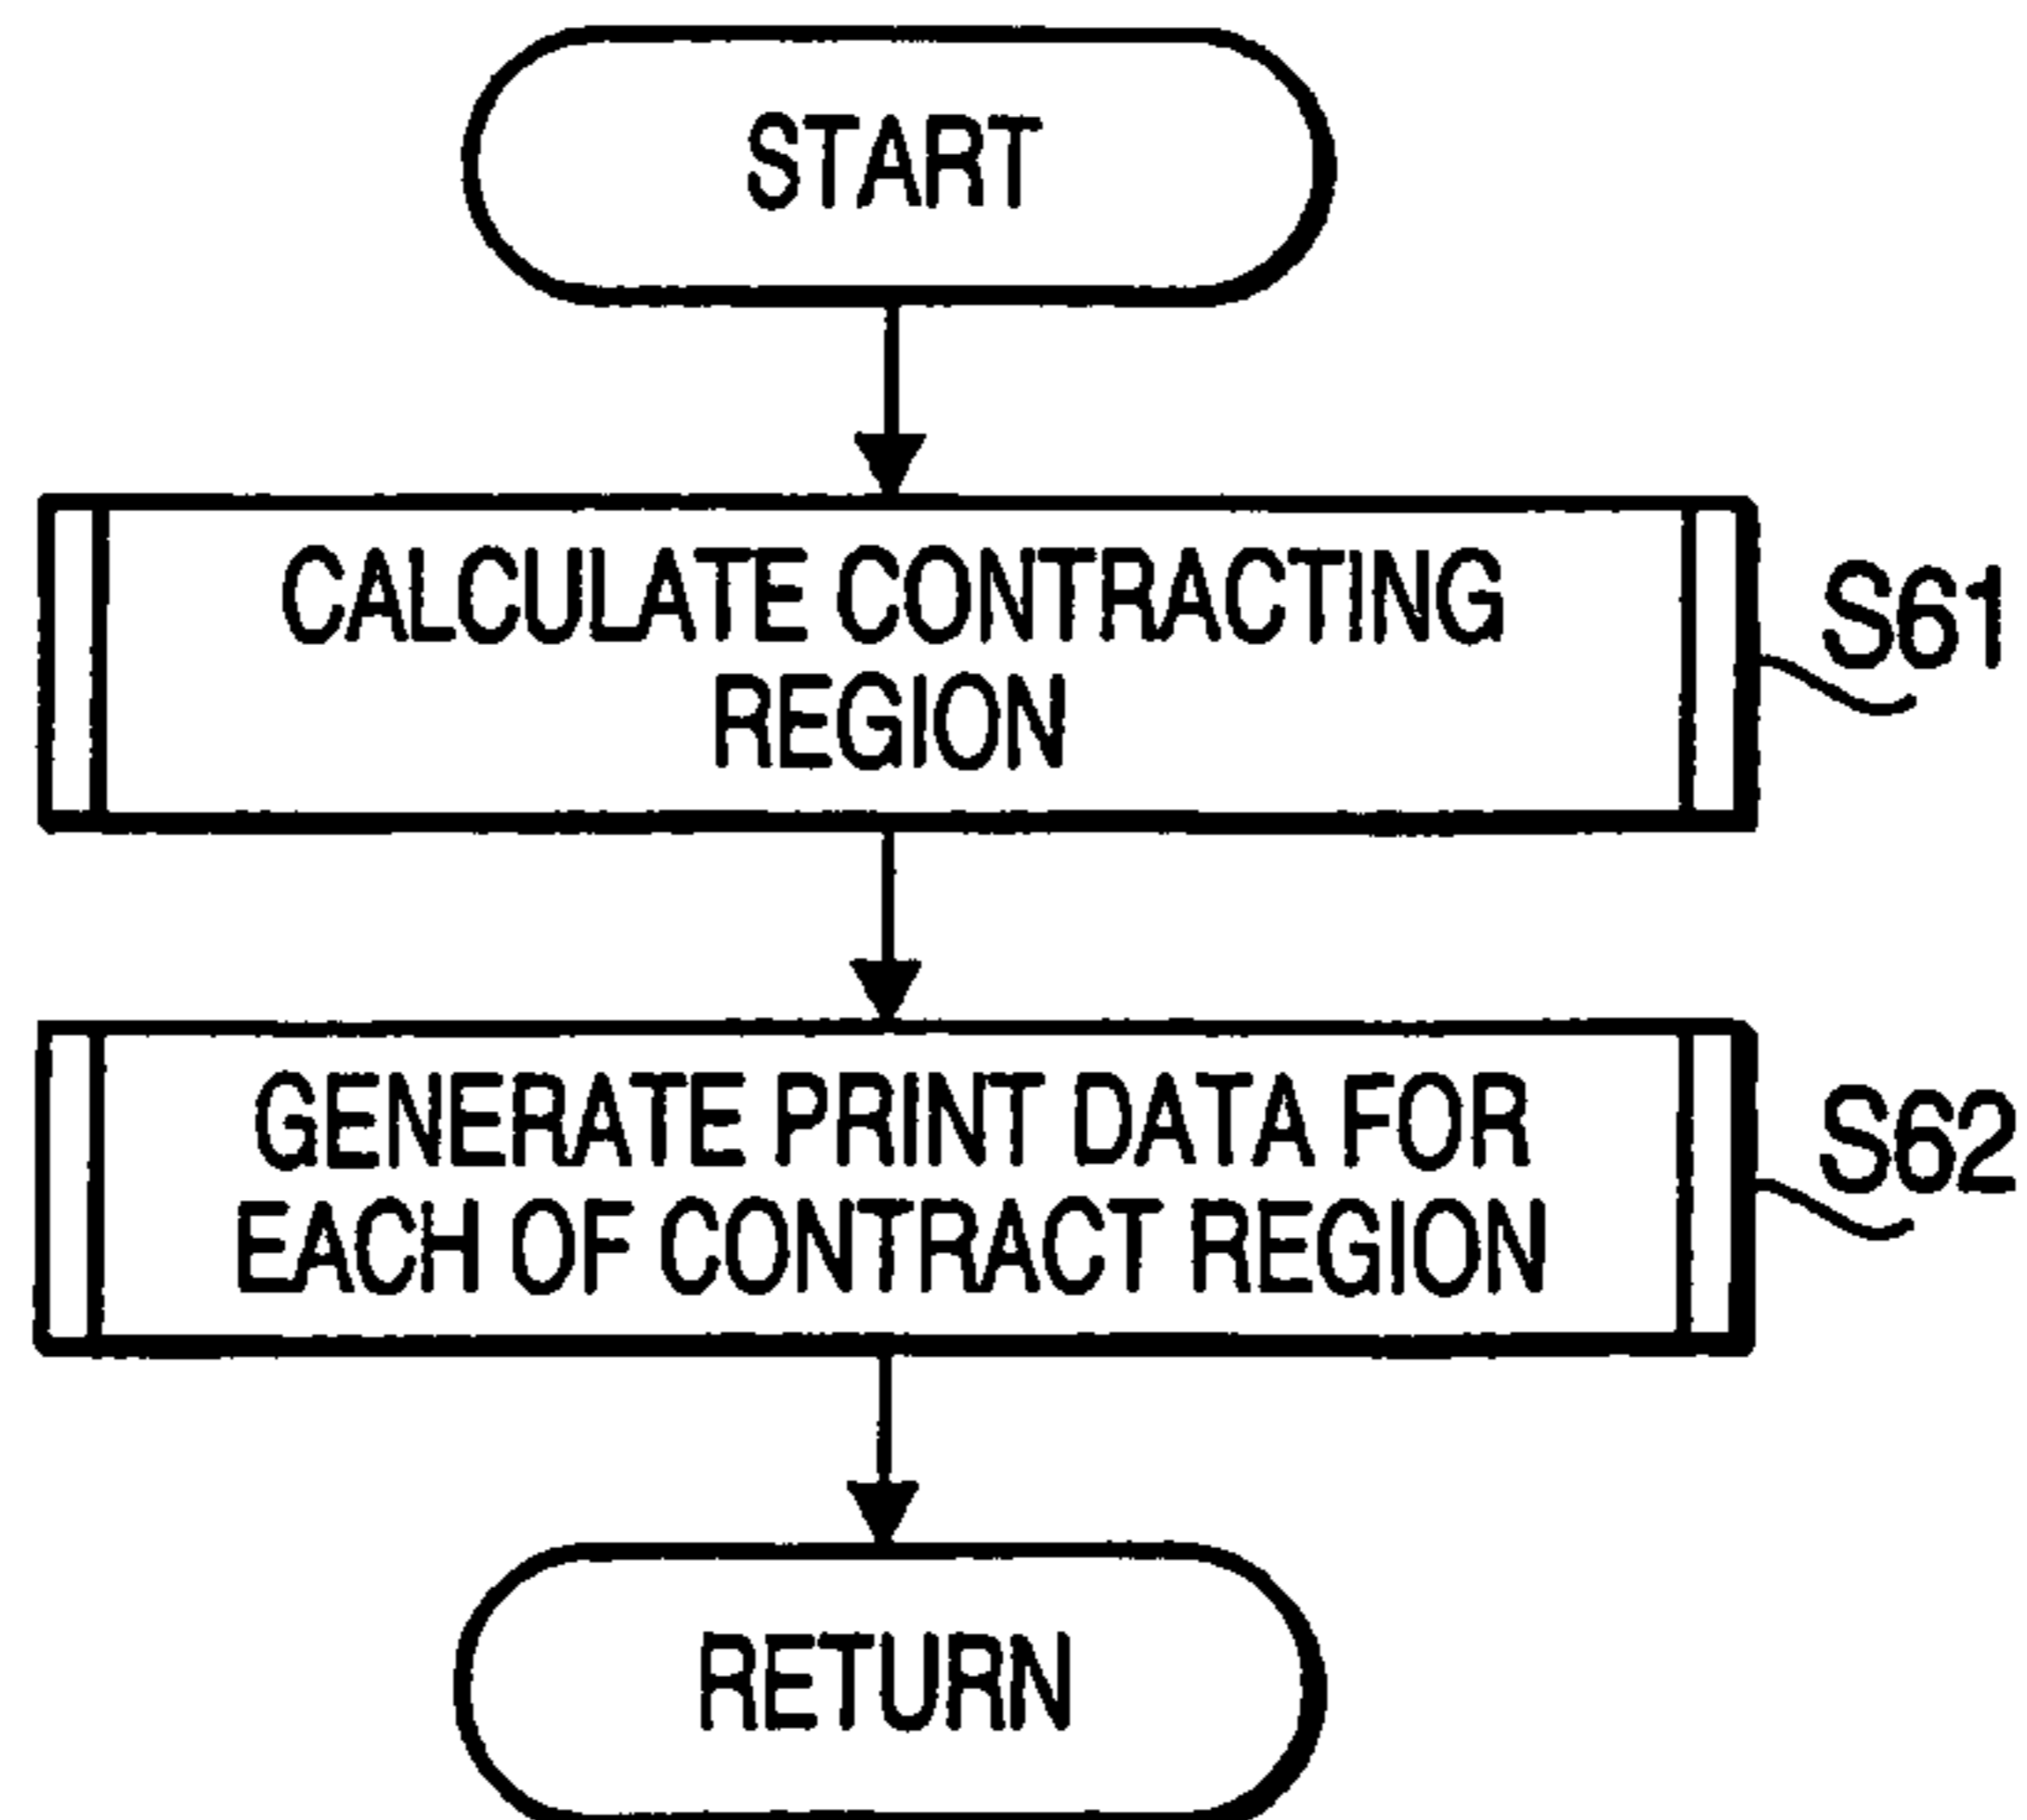 START
CALCULATE CONTRACTING
REGION
S61
GENERATE PRINT DATA FOR
EACH OF CONTRACT REGION
S62
RETURN